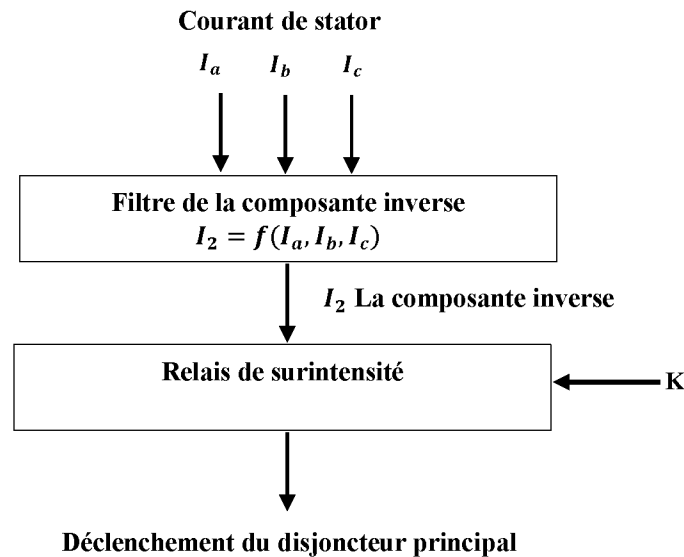 Courant de stator
I_a I_b I_c
Filtre de la composante inverse
I_2 = f(I_a, I_b, I_c)
I_2 La composante inverse
Relais de surintensité
K
Déclenchement du disjoncteur principal